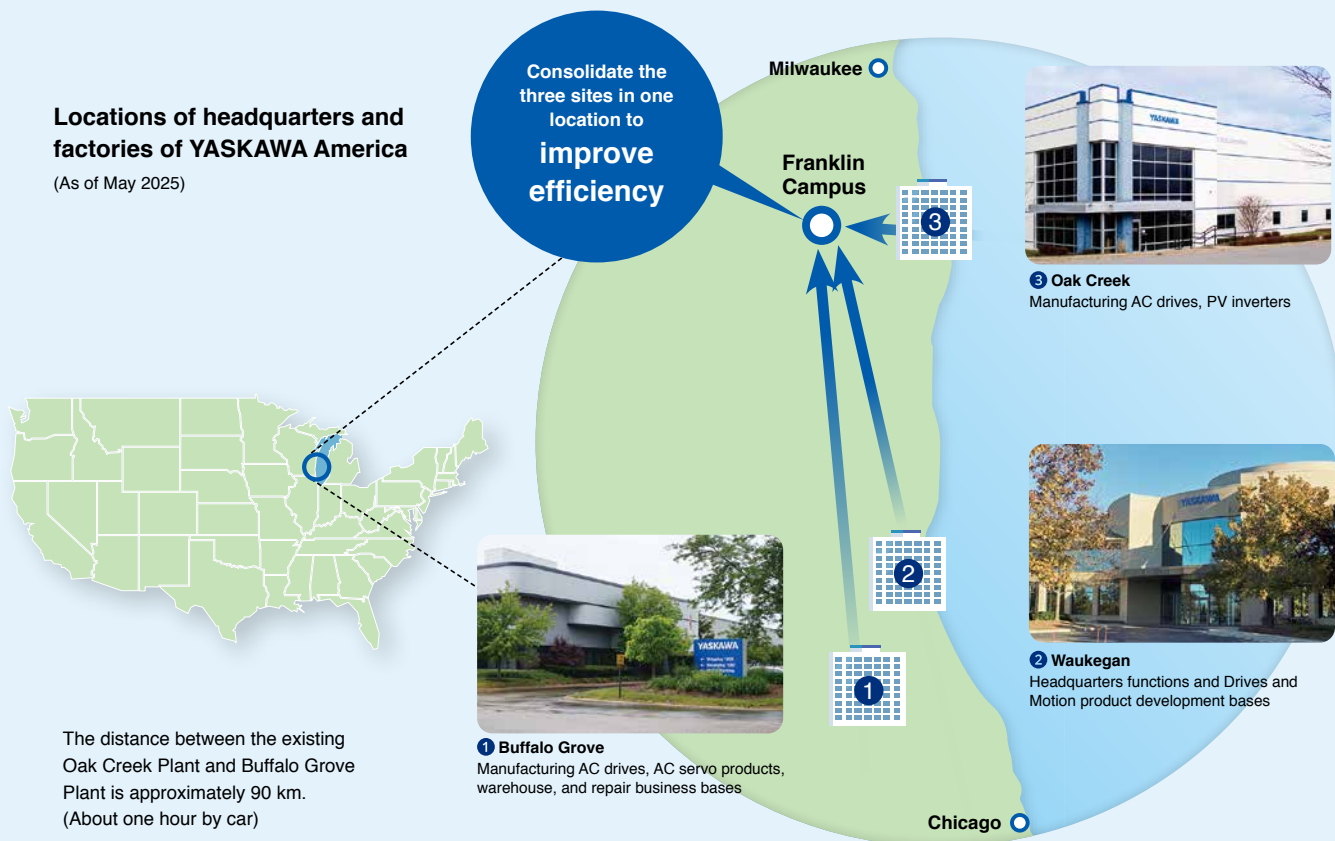 Locations of headquarters and
factories of YASKAWA America
(As of May 2025)
Consolidate the
three sites in one
location to
improve
efficiency
Milwaukee
Franklin
Campus
3
YASKAWA
3 Oak Creek
Manufacturing AC drives, PV inverters
2
YASKAWA
2 Waukegan
Headquarters functions and Drives and
Motion product development bases
1
YASKAWA
1 Buffalo Grove
Manufacturing AC drives, AC servo products,
warehouse, and repair business bases
The distance between the existing
Oak Creek Plant and Buffalo Grove
Plant is approximately 90 km.
(About one hour by car)
Chicago